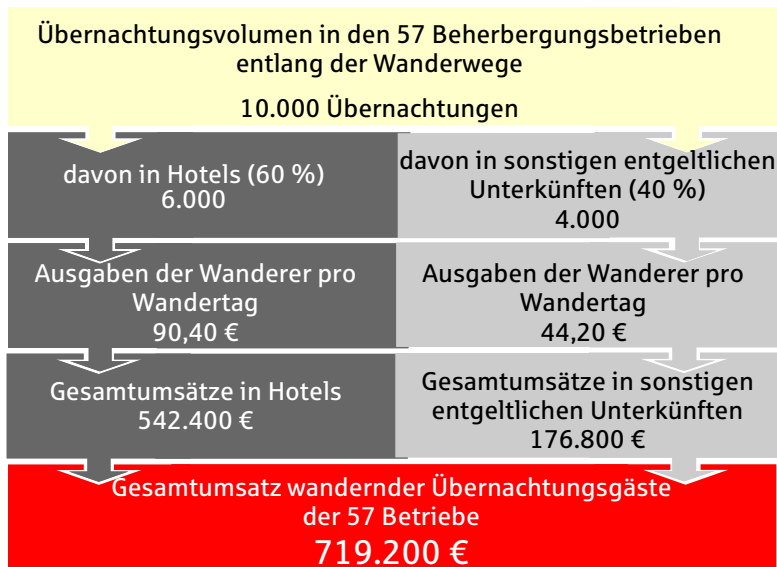 Übernachtungsvolumen in den 57 Beherbergungsbetrieben
entlang der Wanderwege
10.000 Übernachtungen
davon in Hotels (60 %)
6.000
davon in sonstigen entgeltlichen
Unterkünften (40 %)
4.000
Ausgaben der Wanderer pro
Wandertag
90,40 €
Ausgaben der Wanderer pro
Wandertag
44,20 €
Gesamtumsätze in Hotels
542.400 €
Gesamtumsätze in sonstigen
entgeltlichen Unterkünften
176.800 €
Gesamtumsatz wandernder Übernachtungsgäste
der 57 Betriebe
719.200 €